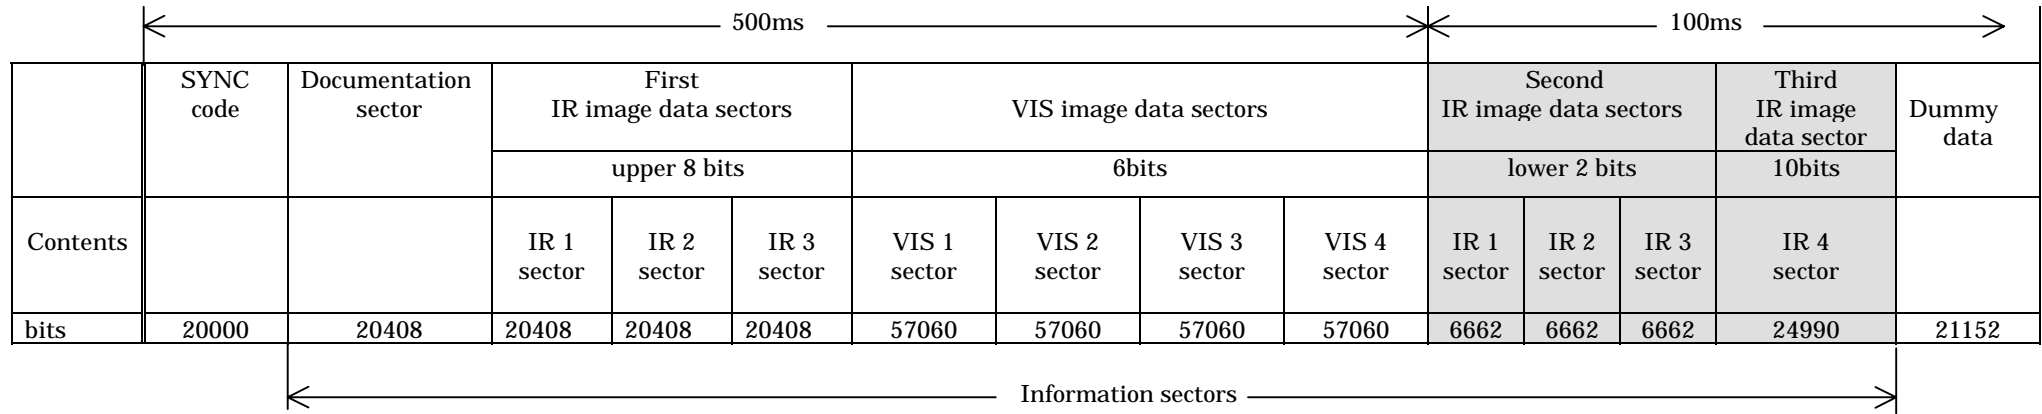 500ms 100ms
SYNC code
Documentation sector
First IR image data sectors
VIS image data sectors
Second IR image data sectors
Third IR image data sector
Dummy data
upper 8 bits 6bits lower 2 bits 10bits
Contents
IR 1 sector
IR 2 sector
IR 3 sector
VIS 1 sector
VIS 2 sector
VIS 3 sector
VIS 4 sector
IR 1 sector
IR 2 sector
IR 3 sector
IR 4 sector
bits 20000 20408 20408 20408 20408 57060 57060 57060 57060 6662 6662 6662 24990 21152
Information sectors